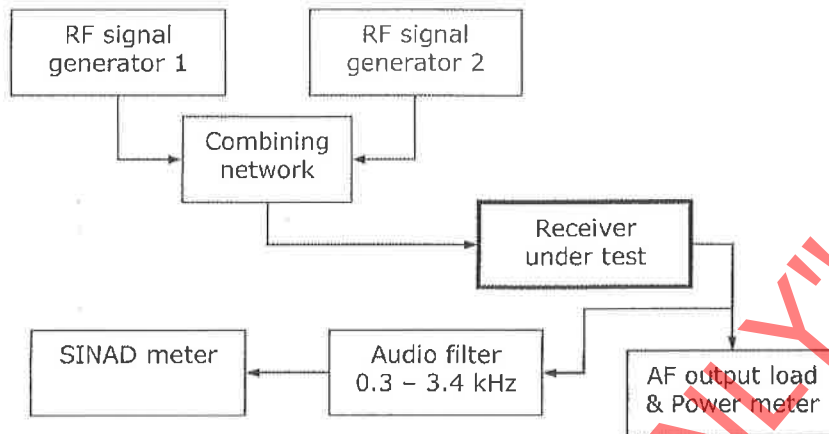 RF signal
generator 1
RF signal
generator 2
Combining
network
Receiver
under test
SINAD meter
Audio filter
0.3 – 3.4 kHz
AF output load
& Power meter